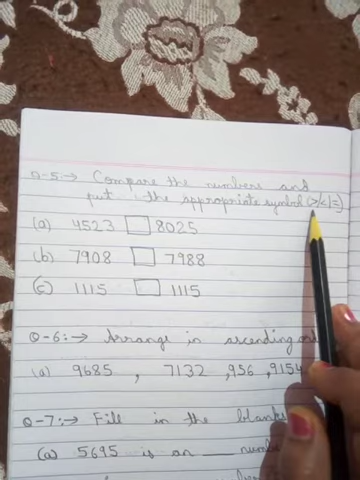 Q-5:→ Compare the numbers and
put the appropriate symbol (>/</=)
(a) 4523 □ 8025
(b) 7908 □ 7988
(c) 1115 □ 1115
Q-6:→ Arrange in ascending
(a) 9685 , 7132 , 956 , 9154
Q-7:→ Fill in the blanks
(a) 5695 is an __